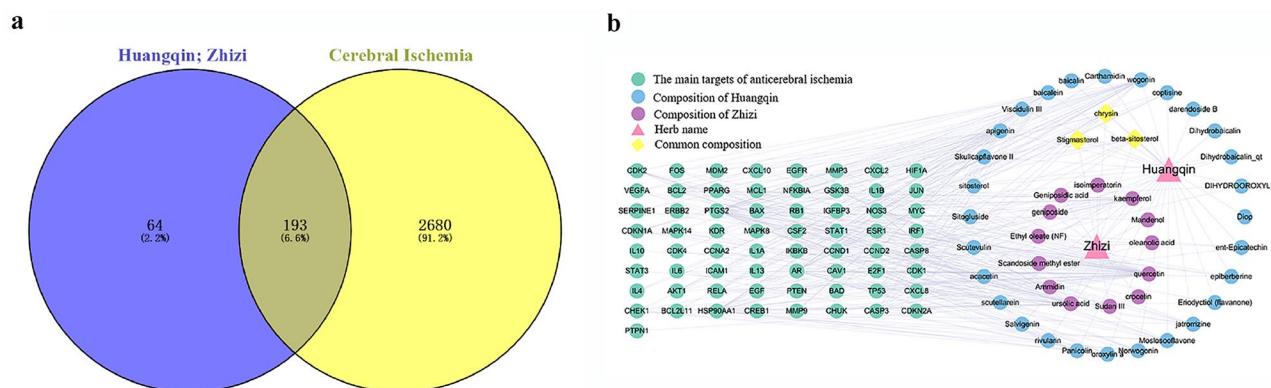 a
Huangqin; Zhizi
Cerebral Ischemia
64
(2.2%)
193
(6.6%)
2680
(91.2%)
b
The main targets of anticerebral ischemia
Composition of Huangqin
Composition of Zhizi
Herb name
Common composition
CDK2 FOS MDM2 CXCL10 EGFR MMP3 CXCL2 HIF1A
VEGFA BCL2 PPARG MCL1 NFKBIA GSK3B IL1B JUN
SERPINE1 ERBB2 PTGS2 BAX RB1 IGFBP3 NOS3 MYC
CDKN1A MAPK14 KDR MAPK8 CSF2 STAT1 ESR1 IRF1
IL10 CDK4 CCNA2 IL1A IKBKB CCND1 CCND2 CASP8
STAT3 IL6 ICAM1 IL13 AR CAV1 E2F1 CDK1
IL4 AKT1 RELA EGF PTEN BAD TP53 CXCL8
CHEK1 BCL2L11 HSP90AA1 CREB1 MMP9 CHUK CASP3 CDKN2A
PTPN1
wogonin
coptisine
darendoside B
Dihydrobaicalin
Dihydrobaicalin_qt
DIHYDROOROXYL
Diop
ent-Epicatechin
epiberberine
Eriodyctiol (flavanone)
jatrorrizine
Moslosooflavone
Norwogonin
oroxylin a
Panicolin
rivularin
Salvigenin
scutellarein
acacetin
Scutevulin
Sitogluside
sitosterol
Skullcapflavone II
apigenin
Viscidulin III
baicalein
baicalin
Carthamidin
chrysin
Stigmasterol
beta-sitosterol
Huangqin
isoimperatorin
kaempferol
Mandenol
oleanolic acid
quercetin
crocetin
Sudan III
ursolic acid
Ammidin
Scandoside methyl ester
Ethyl oleate (NF)
geniposide
Geniposidic acid
Zhizi